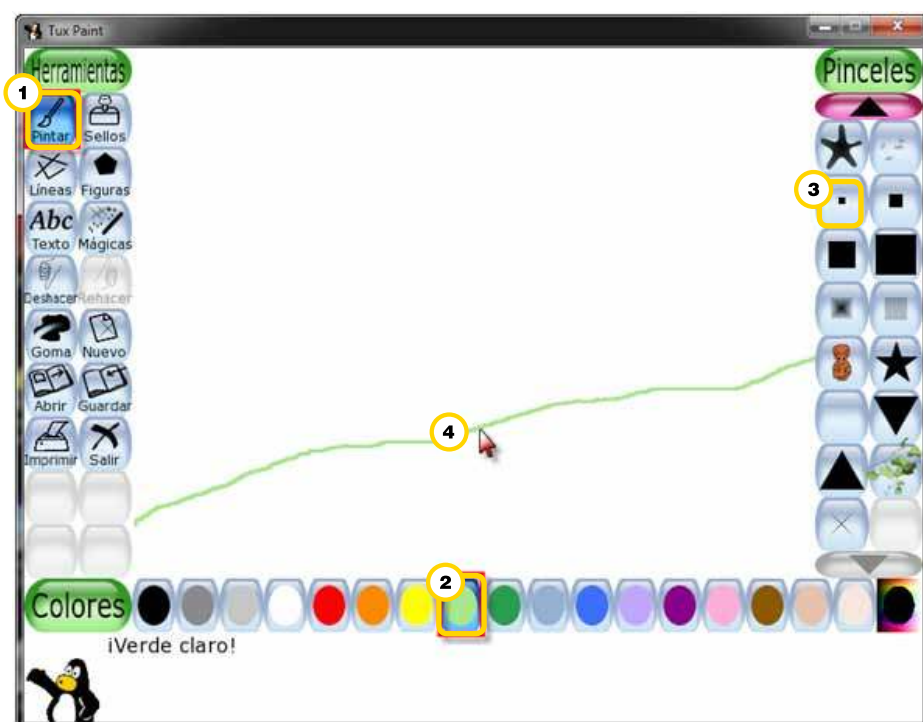 Tux Paint
Herramientas
Pinceles
1
Pintar Sellos
Líneas Figuras
3
Abc
Texto Mágicas
Deshacer Rehacer
Goma Nuevo
Abrir Guardar
4
Imprimir Salir
2
Colores
¡Verde claro!